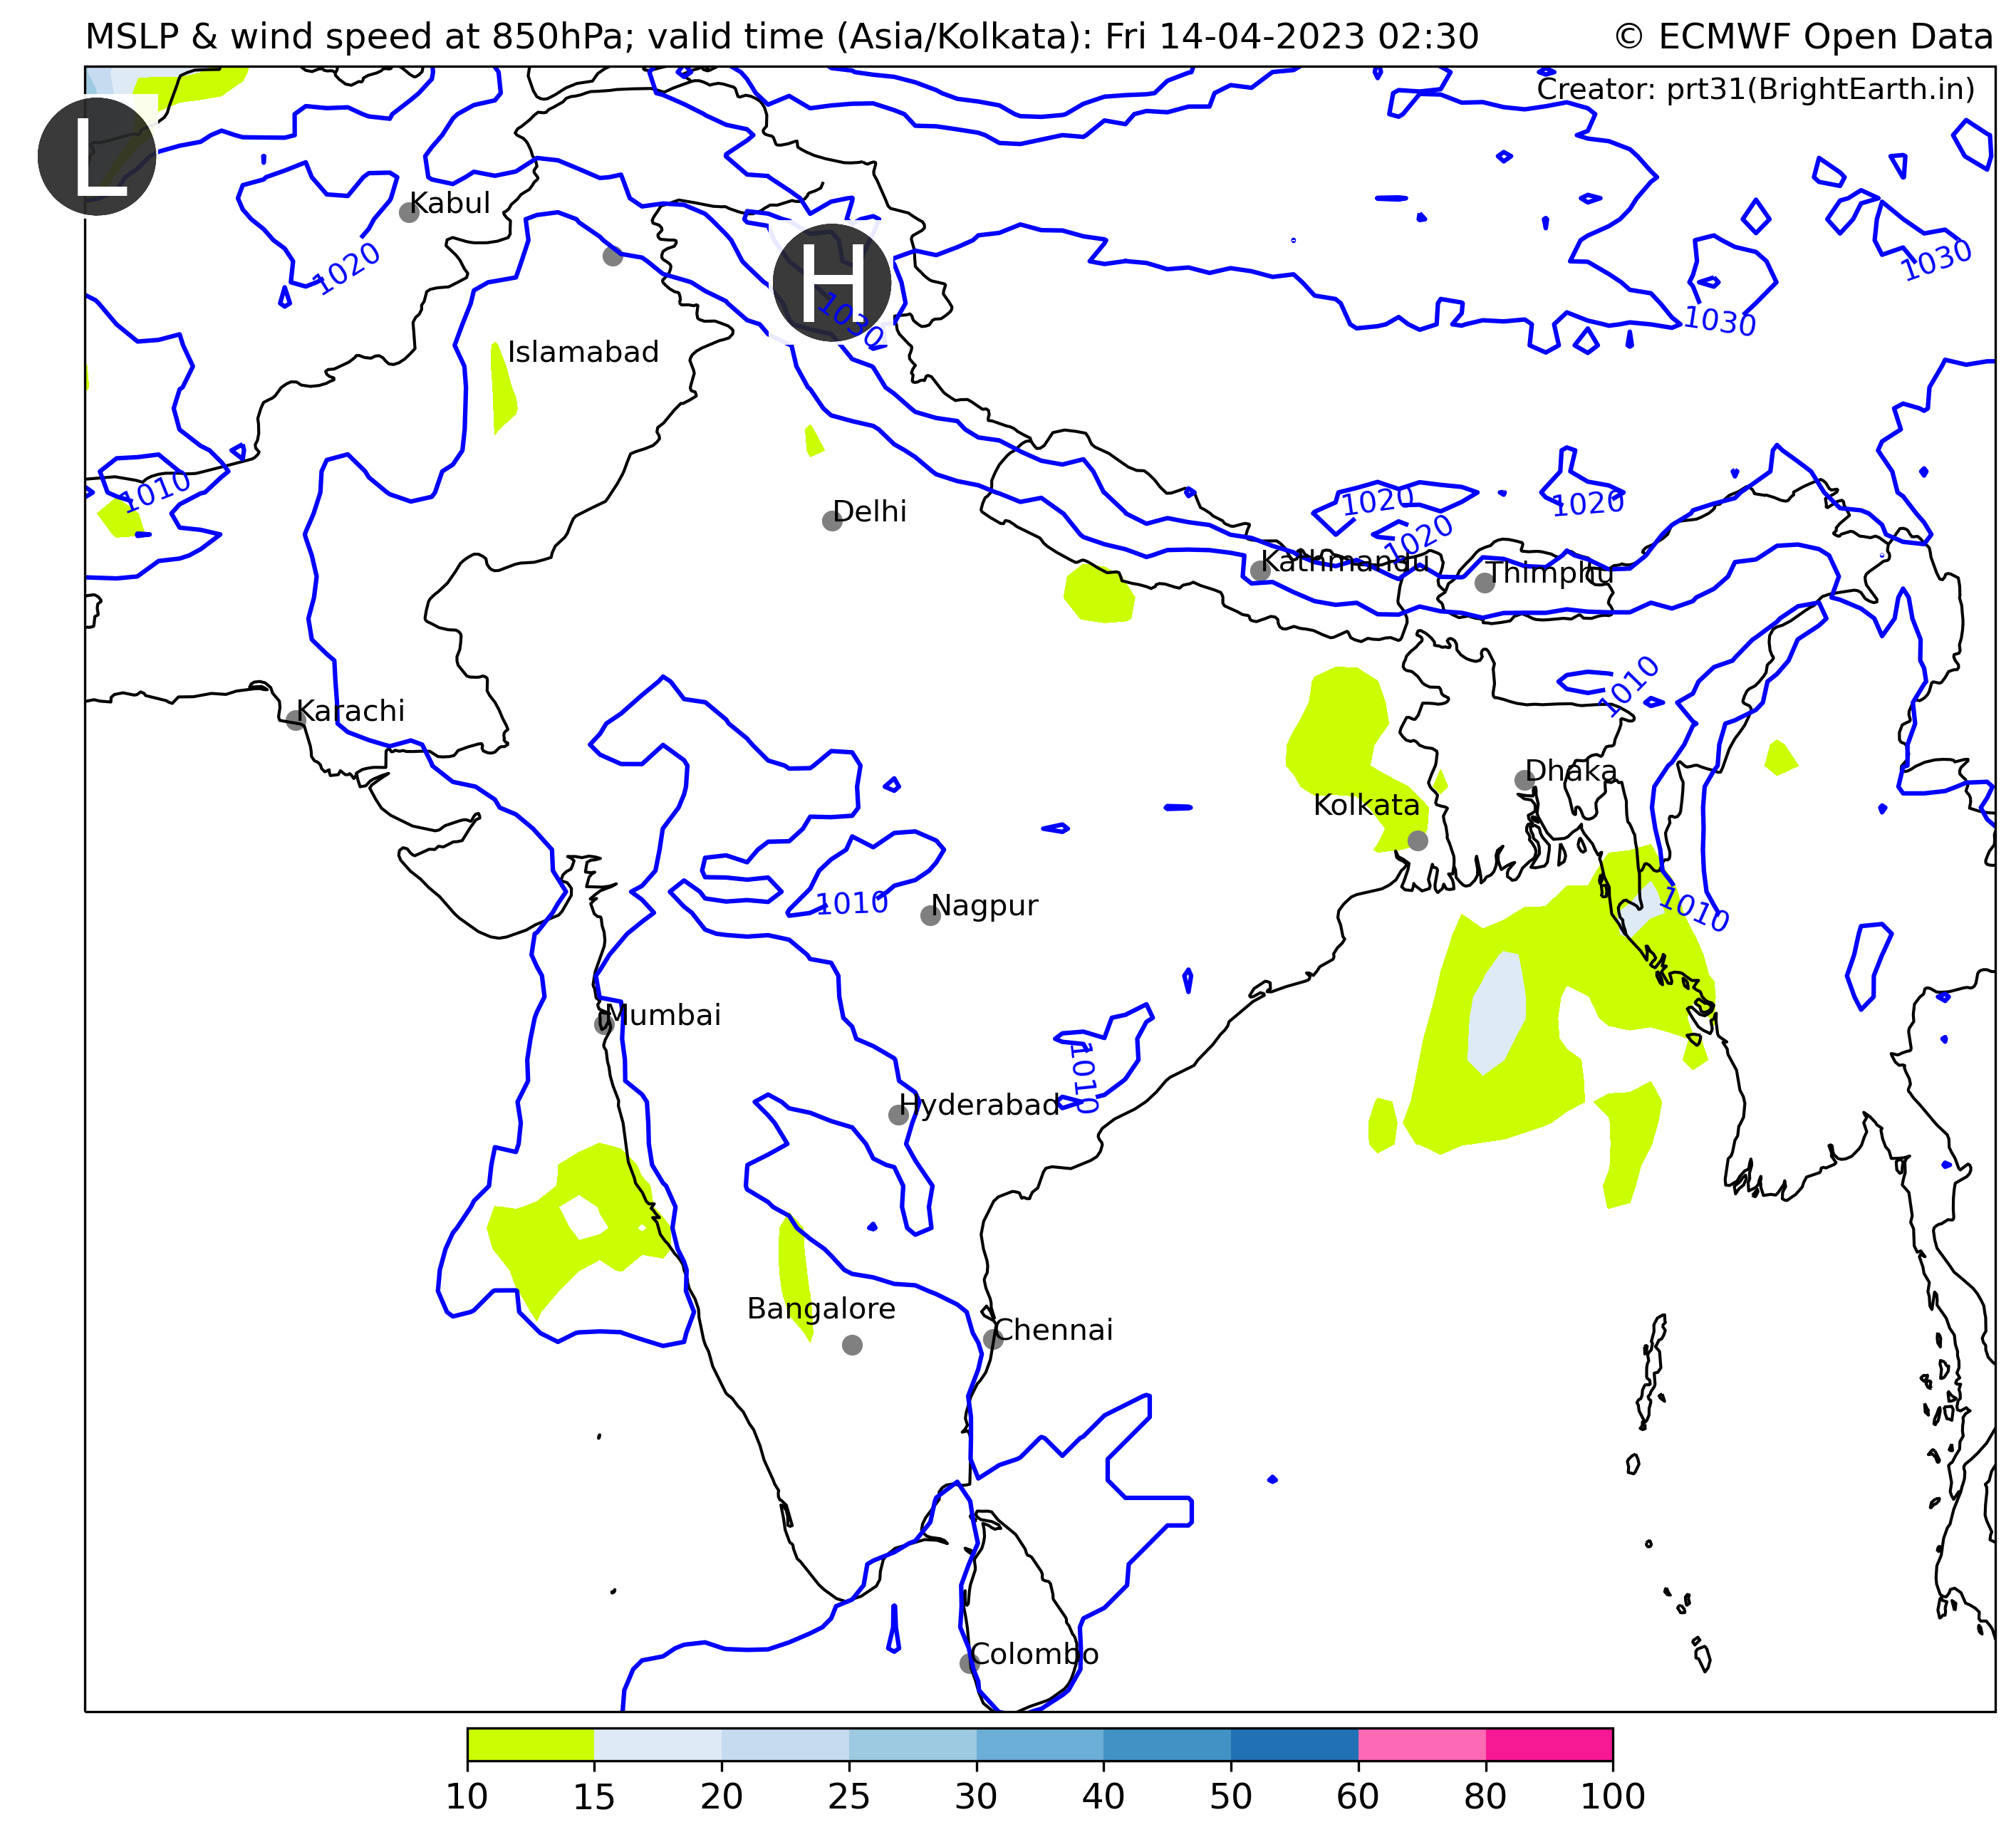 MSLP & wind speed at 850hPa; valid time (Asia/Kolkata): Fri 14-04-2023 02:30
© ECMWF Open Data
Creator: prt31(BrightEarth.in)
L
Kabul
1020
H
1030
1030
1030
Islamabad
1010
Delhi
1020
1020
1020
Kathmandu
Thimphu
1010
Karachi
Dhaka
Kolkata
1010
Nagpur
1010
Mumbai
1010
Hyderabad
Bangalore
Chennai
Colombo
10 15 20 25 30 40 50 60 80 100